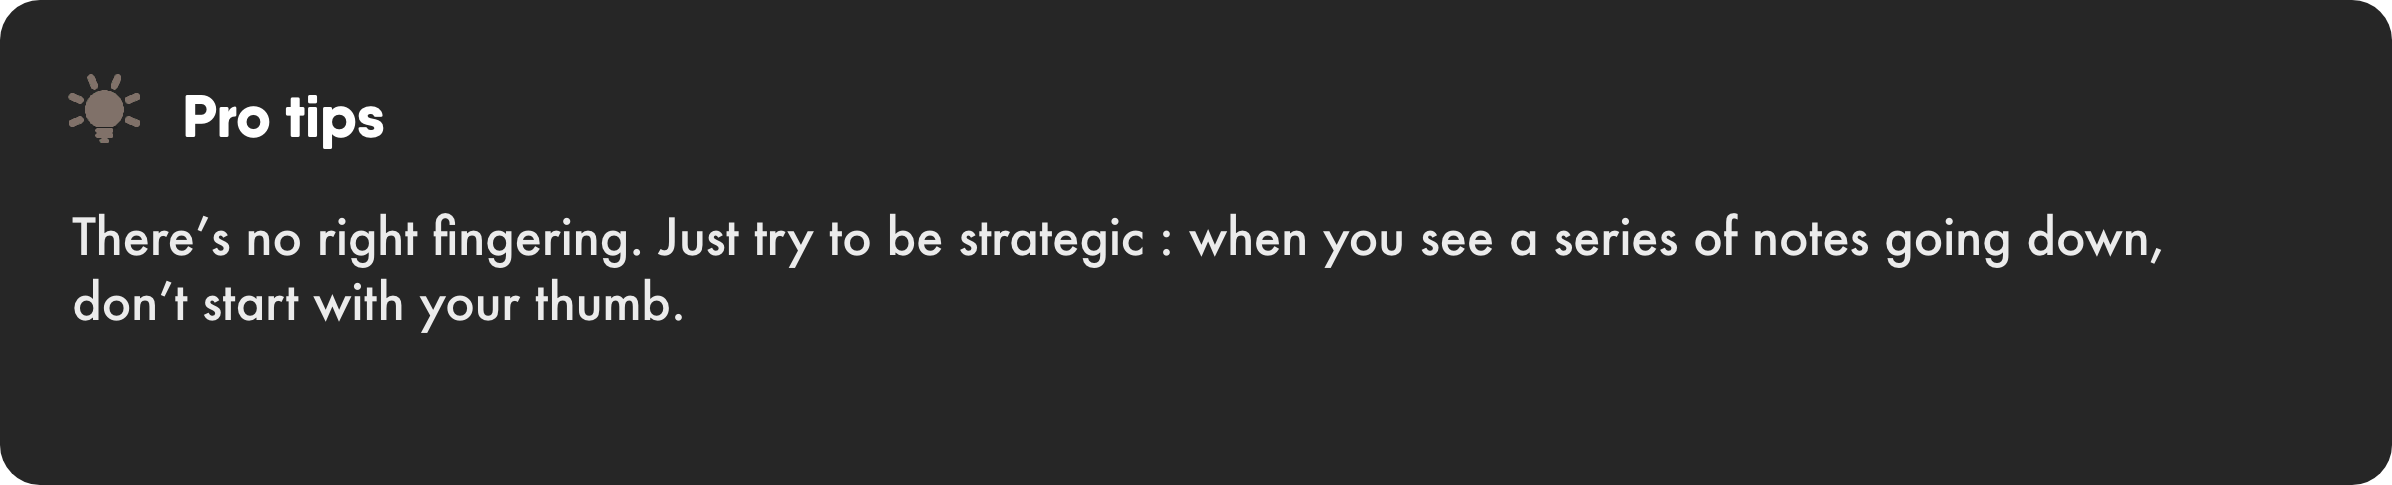 Pro tips
There’s no right fingering. Just try to be strategic : when you see a series of notes going down,
don’t start with your thumb.